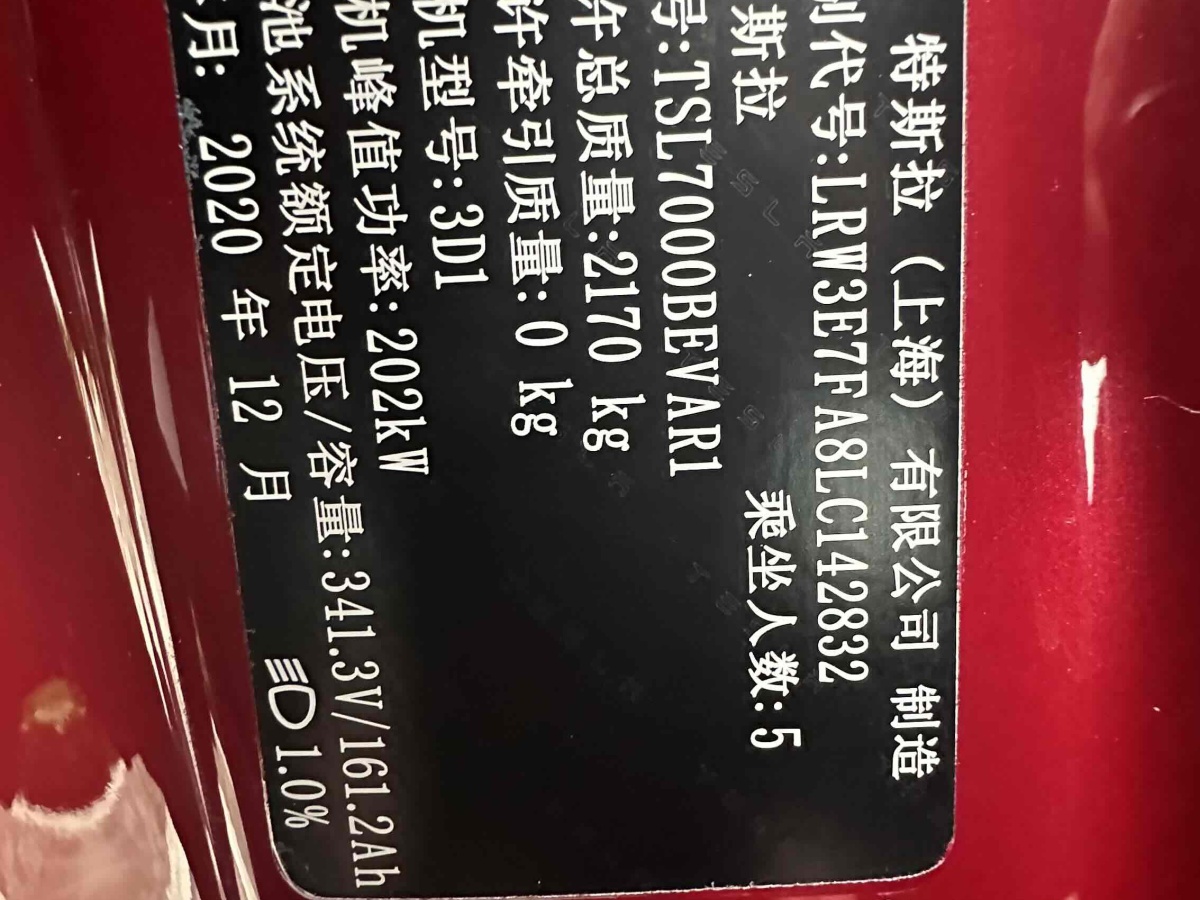 特斯拉（上海）有限公司 制造
代号:LRW3E7FA8LC142832
斯拉 乘坐人数:5
号:TSL7000BEVAR1
许总质量:2170 kg
许牵引质量:0 kg
机型号:3D1
机峰值功率:202kW
池系统额定电压/容量:341.3V/161.2Ah
月: 2020 年 12 月 1.0%